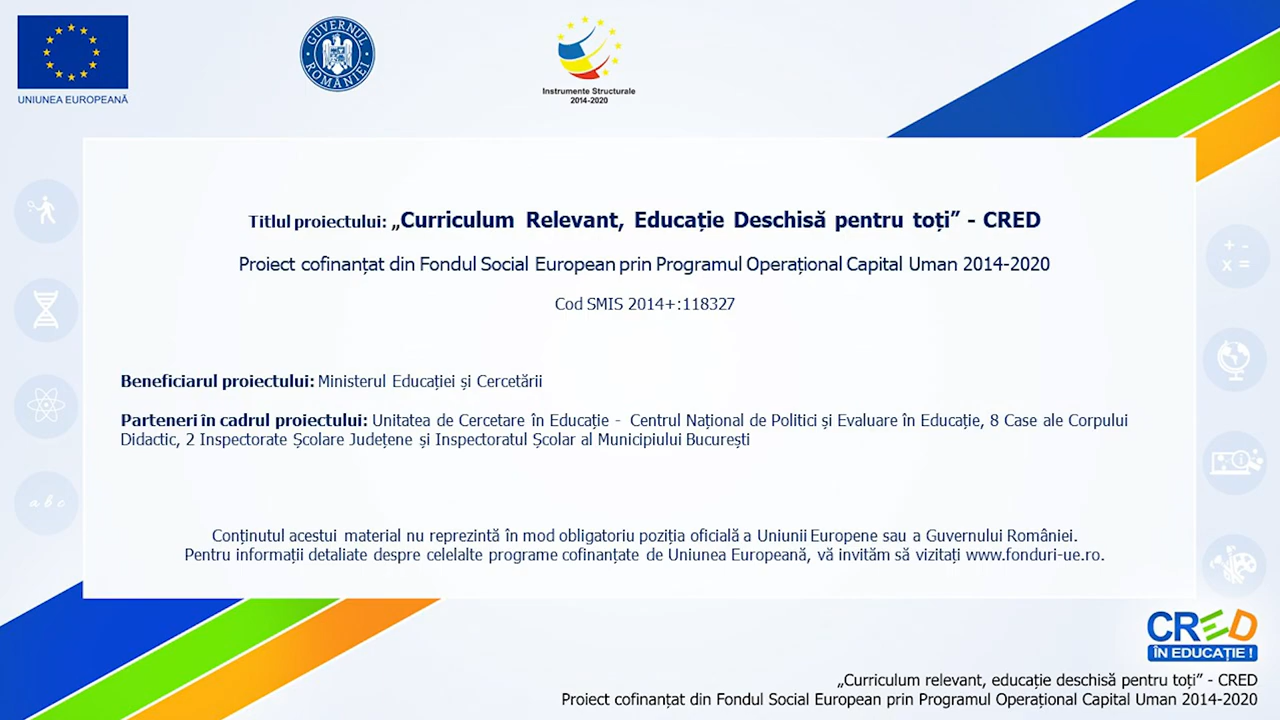 UNIUNEA EUROPEANĂ
GUVERNUL ROMÂNIEI
Instrumente Structurale
2014-2020
Titlul proiectului: „Curriculum Relevant, Educație Deschisă pentru toți” - CRED
Proiect cofinanțat din Fondul Social European prin Programul Operațional Capital Uman 2014-2020
Cod SMIS 2014+:118327
+ -
x =
Beneficiarul proiectului: Ministerul Educației și Cercetării
Parteneri în cadrul proiectului: Unitatea de Cercetare în Educație - Centrul Național de Politici și Evaluare în Educație, 8 Case ale Corpului
Didactic, 2 Inspectorate Școlare Județene și Inspectoratul Școlar al Municipiului București
a b c
Conținutul acestui material nu reprezintă în mod obligatoriu poziția oficială a Uniunii Europene sau a Guvernului României.
Pentru informații detaliate despre celelalte programe cofinanțate de Uniunea Europeană, vă invităm să vizitați www.fonduri-ue.ro.
CRED
ÎN EDUCAȚIE !
„Curriculum relevant, educație deschisă pentru toți” - CRED
Proiect cofinanțat din Fondul Social European prin Programul Operațional Capital Uman 2014-2020